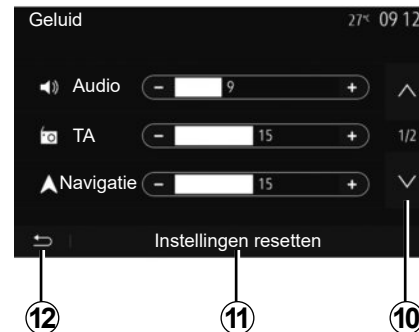 Geluid 27°C 09 12
Audio - 9 +
TA - 15 + 1/2
Navigatie - 15 +
Instellingen resetten
12 11 10